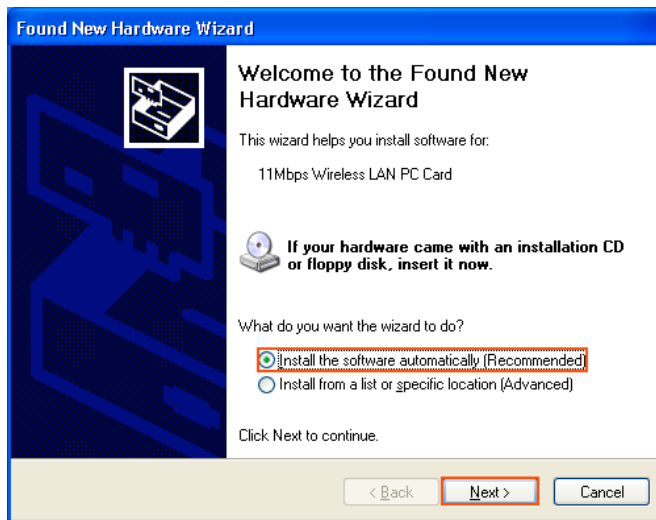 Found New Hardware Wizard
Welcome to the Found New
Hardware Wizard
This wizard helps you install software for:
11Mbps Wireless LAN PC Card
If your hardware came with an installation CD
or floppy disk, insert it now.
What do you want the wizard to do?
Install the software automatically (Recommended)
Install from a list or specific location (Advanced)
Click Next to continue.
< Back Next > Cancel